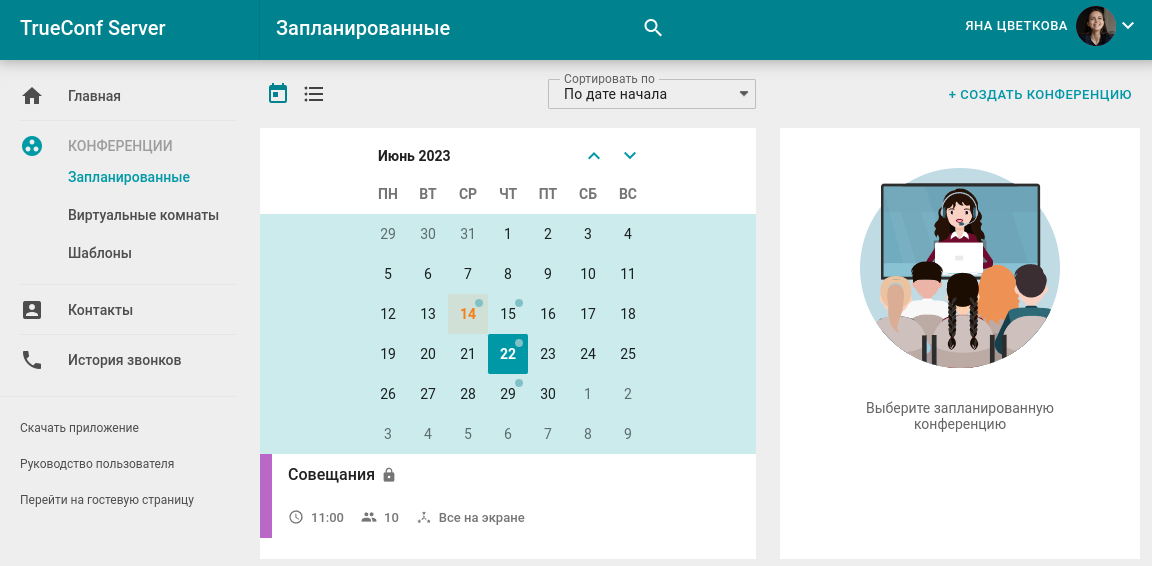 TrueConf Server
Запланированные
ЯНА ЦВЕТКОВА
Главная
КОНФЕРЕНЦИИ
Запланированные
Виртуальные комнаты
Шаблоны
Контакты
История звонков
Скачать приложение
Руководство пользователя
Перейти на гостевую страницу
Сортировать по
По дате начала
+ СОЗДАТЬ КОНФЕРЕНЦИЮ
Июнь 2023
ПН ВТ СР ЧТ ПТ СБ ВС
29 30 31 1 2 3 4
5 6 7 8 9 10 11
12 13 14 15 16 17 18
19 20 21 22 23 24 25
26 27 28 29 30 1 2
3 4 5 6 7 8 9
Совещания
11:00 10 Все на экране
Выберите запланированную
конференцию